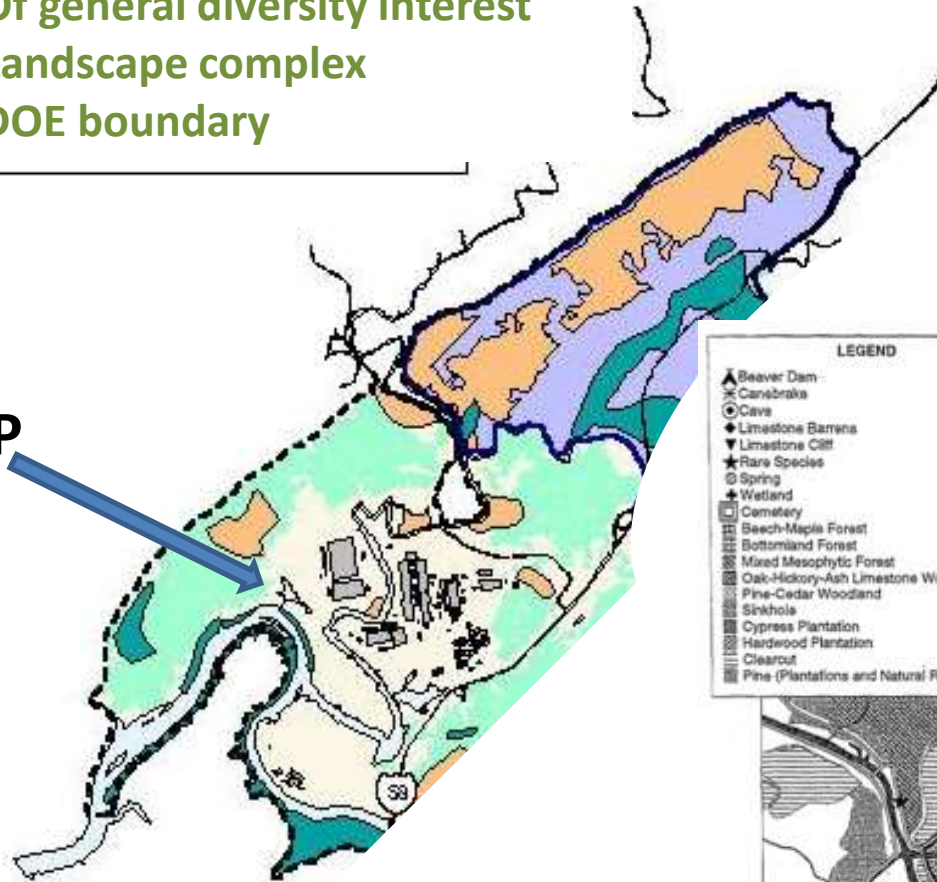 Of general diversity interest
Landscape complex
DOE boundary
P
58
LEGEND
Beaver Dam
Canebrake
Cave
Limestone Barrens
Limestone Cliff
Rare Species
Spring
Wetland
Cemetery
Beech-Maple Forest
Bottomland Forest
Mixed Mesophytic Forest
Oak-Hickory-Ash Limestone Wo
Pine-Cedar Woodland
Sinkhole
Cypress Plantation
Hardwood Plantation
Clearcut
Pine (Plantations and Natural R